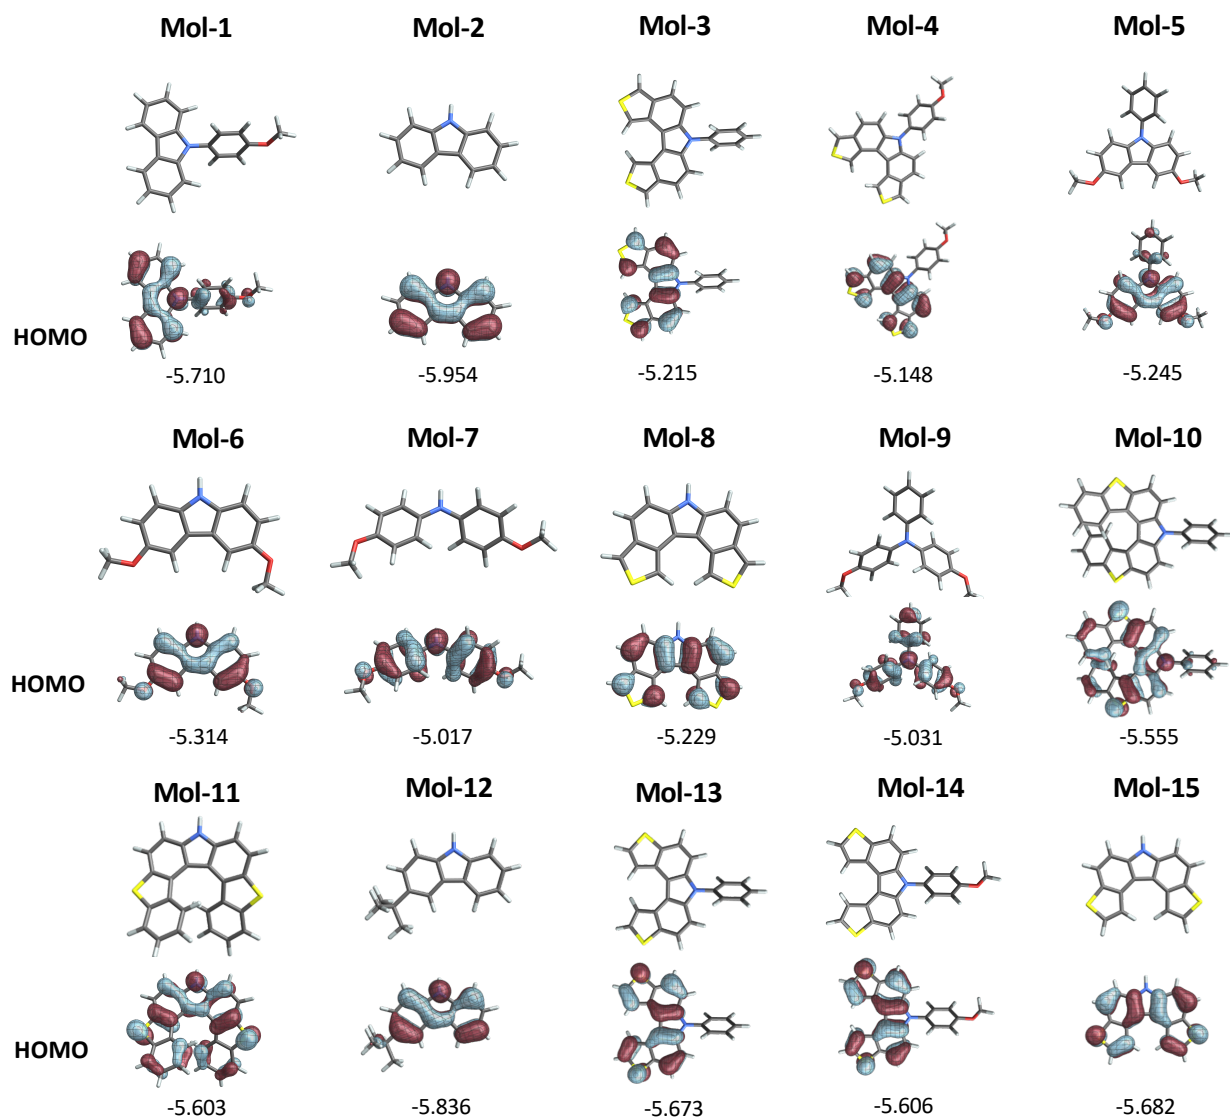 Mol-1 Mol-2 Mol-3 Mol-4 Mol-5
HOMO
-5.710 -5.954 -5.215 -5.148 -5.245
Mol-6 Mol-7 Mol-8 Mol-9 Mol-10
HOMO
-5.314 -5.017 -5.229 -5.031 -5.555
Mol-11 Mol-12 Mol-13 Mol-14 Mol-15
HOMO
-5.603 -5.836 -5.673 -5.606 -5.682